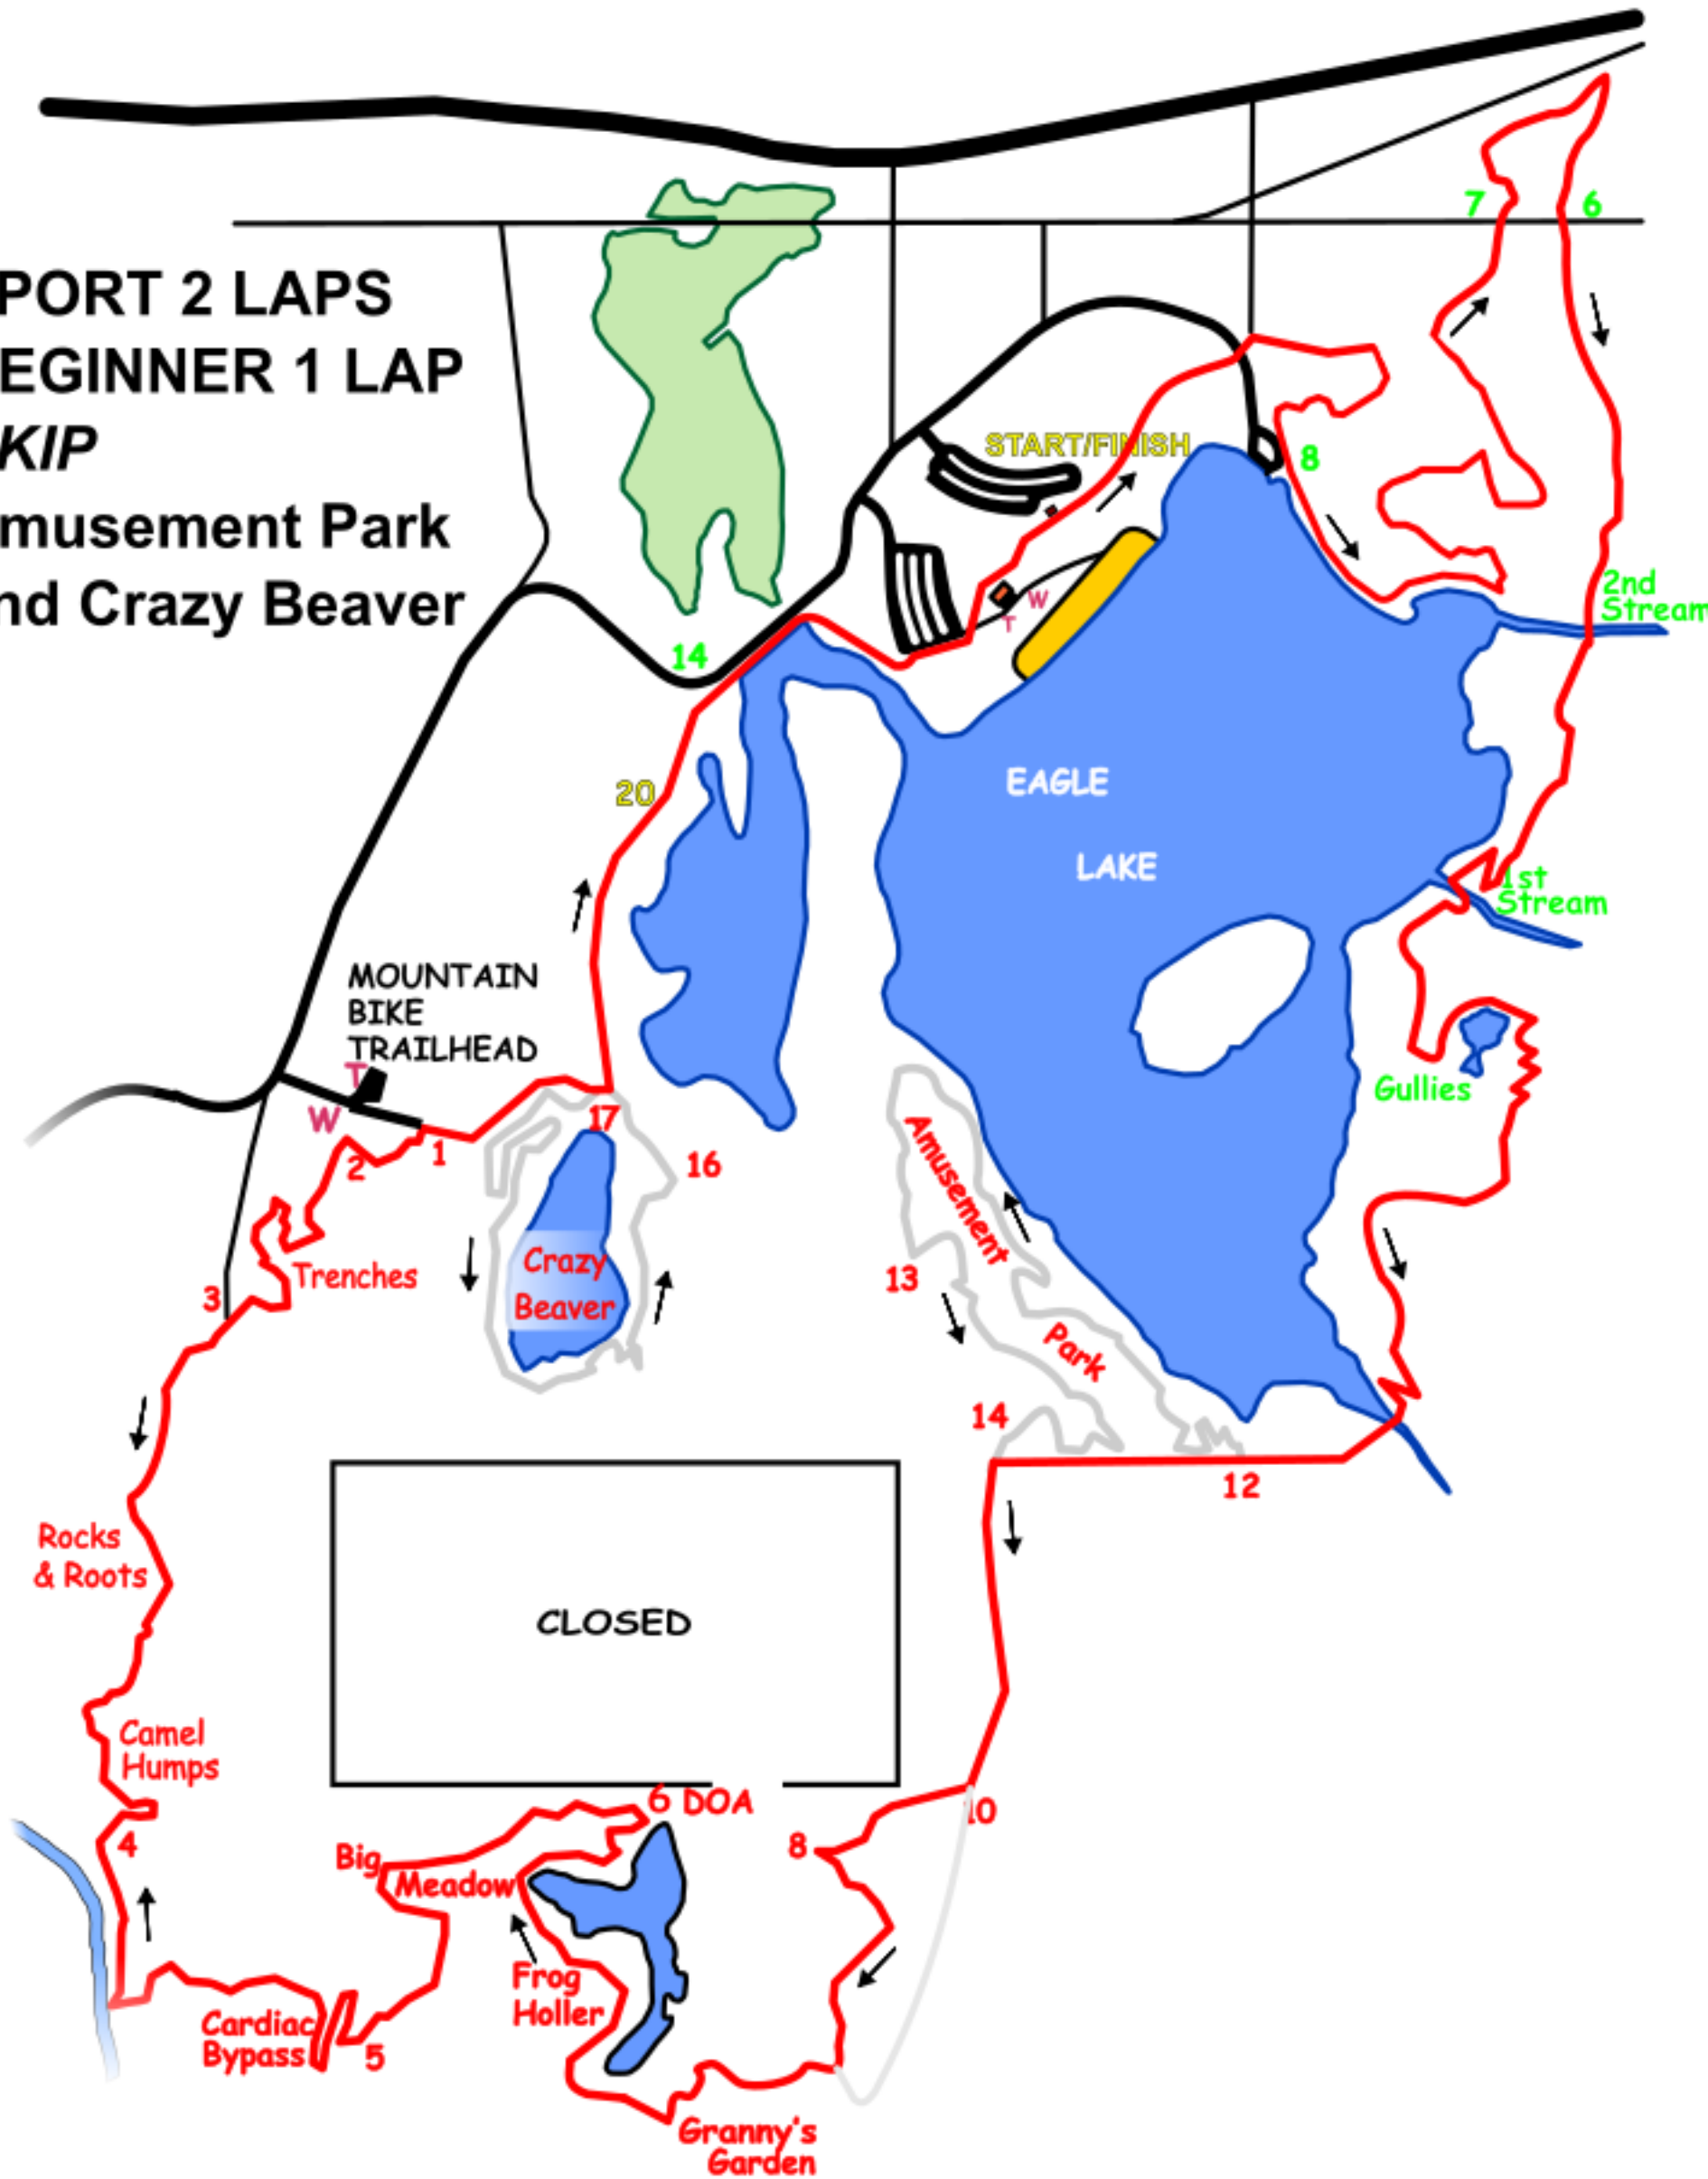 7
6
PORT 2 LAPS
EGINNER 1 LAP
KIP
musement Park
nd Crazy Beaver
START/FINISH
8
2nd
Stream
W
T
14
EAGLE
20
LAKE
1st
Stream
MOUNTAIN
BIKE
TRAILHEAD
T
W
Gullies
17
1
2
16
Amusement
Park
Crazy
Beaver
Trenches
3
13
14
12
Rocks
& Roots
CLOSED
Camel
Humps
6 DOA
10
4
8
Big
Meadow
Frog
Holler
Cardiac
Bypass
5
Granny's
Garden